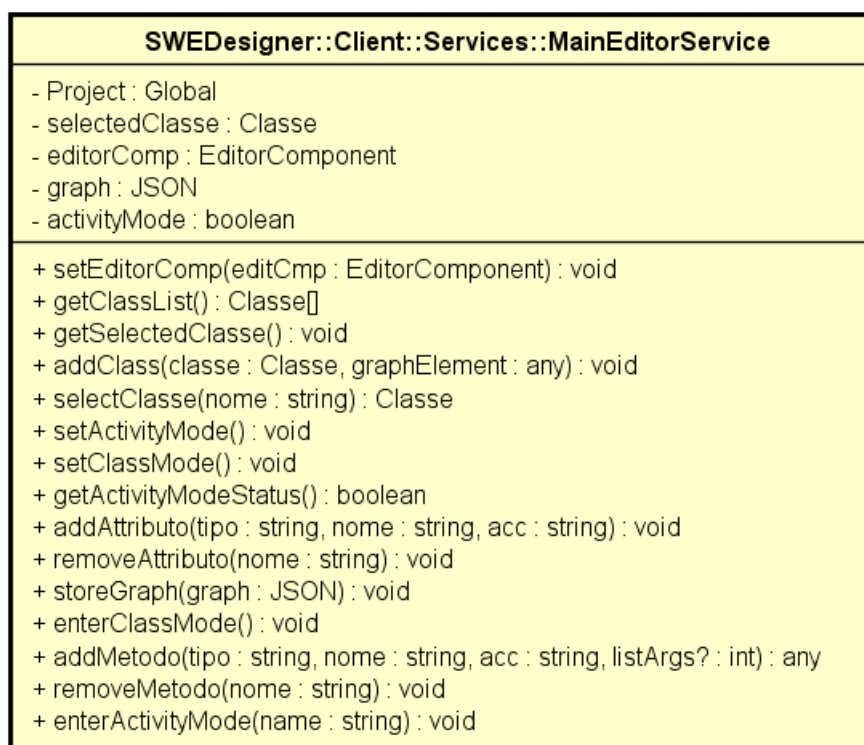 SWEDesigner::Client::Services::MainEditorService
- Project : Global
- selectedClasse : Classe
- editorComp : EditorComponent
- graph : JSON
- activityMode : boolean
+ setEditorComp(editCmp : EditorComponent) : void
+ getClassList() : Classe[]
+ getSelectedClasse() : void
+ addClass(classe : Classe, graphElement : any) : void
+ selectClasse(nome : string) : Classe
+ setActivityMode() : void
+ setClassMode() : void
+ getActivityModeStatus() : boolean
+ addAttributo(tipo : string, nome : string, acc : string) : void
+ removeAttributo(nome : string) : void
+ storeGraph(graph : JSON) : void
+ enterClassMode() : void
+ addMetodo(tipo : string, nome : string, acc : string, listArgs? : int) : any
+ removeMetodo(nome : string) : void
+ enterActivityMode(name : string) : void